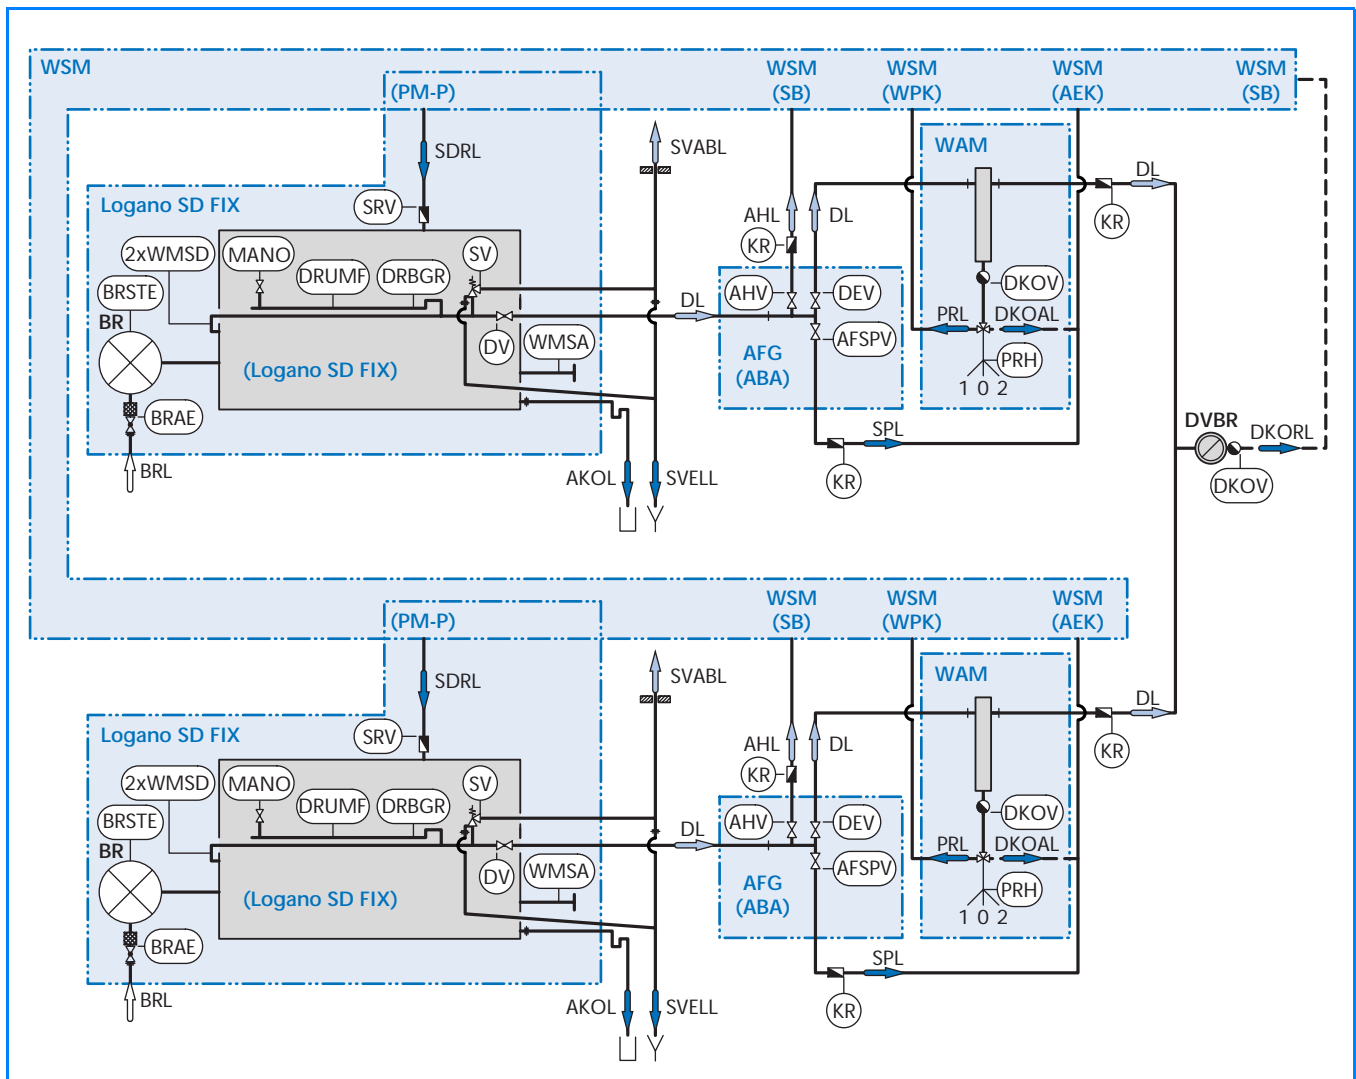 WSM
(PM-P)
WSM
(SB)
WSM
(WPK)
WSM
(AEK)
WSM
(SB)
SDRL
SVABL
WAM
DL
Logano SD FIX
SRV
AHL
DL
KR
KR
2xWMSD
MANO
DRUMF
DRBGR
SV
BRSTE
BR
DL
AHV
DEV
DKOV
PRL
DKOAL
DV
WMSA
AFSPV
(Logano SD FIX)
AFG
(ABA)
PRH
1 0 2
BRAE
SPL
DVBR
DKORL
BRL
AKOL
SVELL
KR
DKOV
(PM-P)
WSM
(SB)
WSM
(WPK)
WSM
(AEK)
SDRL
SVABL
WAM
DL
Logano SD FIX
SRV
AHL
DL
KR
KR
2xWMSD
MANO
DRUMF
DRBGR
SV
BRSTE
BR
DL
AHV
DEV
DKOV
PRL
DKOAL
DV
WMSA
AFSPV
(Logano SD FIX)
AFG
(ABA)
PRH
1 0 2
BRAE
SPL
BRL
AKOL
SVELL
KR